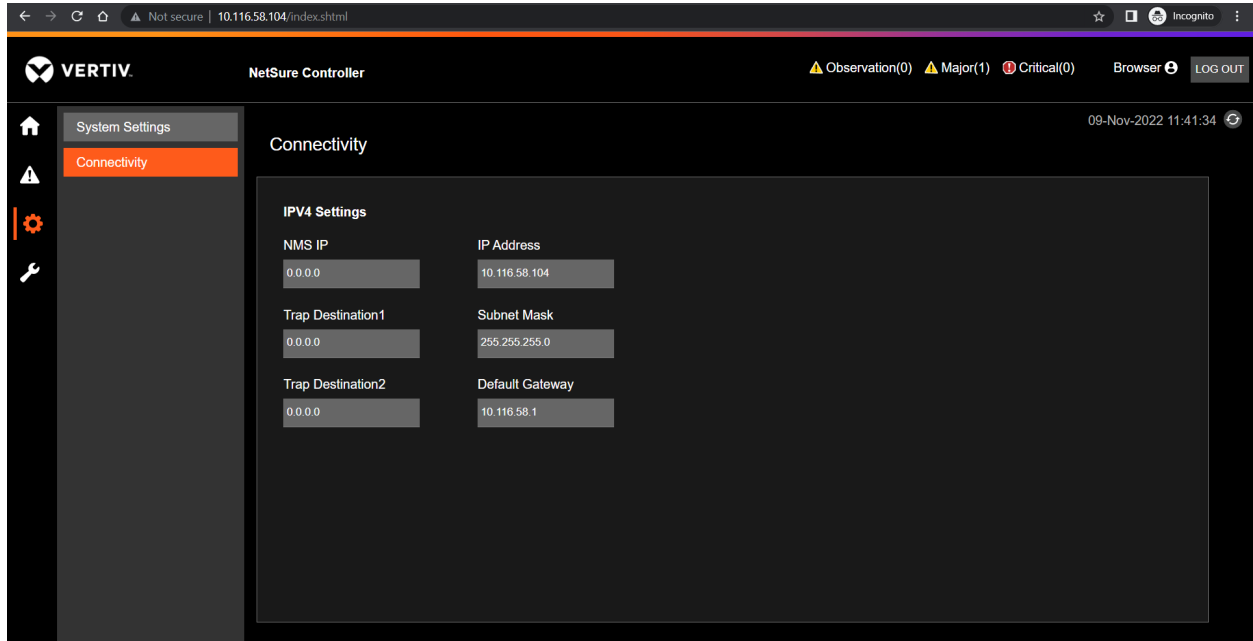 Not secure | 10.116.58.104/index.shtml Incognito
VERTIV. NetSure Controller Observation(0) Major(1) Critical(0) Browser LOG OUT
System Settings
Connectivity
09-Nov-2022 11:41:34
Connectivity
IPV4 Settings
NMS IP IP Address
0.0.0.0 10.116.58.104
Trap Destination1 Subnet Mask
0.0.0.0 255.255.255.0
Trap Destination2 Default Gateway
0.0.0.0 10.116.58.1